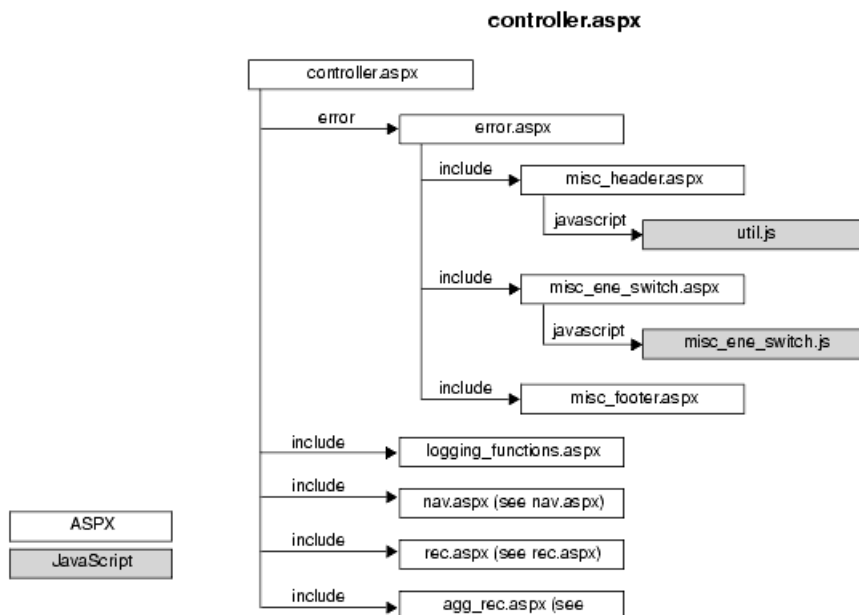 controller.aspx
controller.aspx
error
error.aspx
include
misc_header.aspx
javascript
util.js
include
misc_ene_switch.aspx
javascript
misc_ene_switch.js
include
misc_footer.aspx
include
logging_functions.aspx
include
nav.aspx (see nav.aspx)
include
rec.aspx (see rec.aspx)
include
agg_rec.aspx (see
ASPX
JavaScript